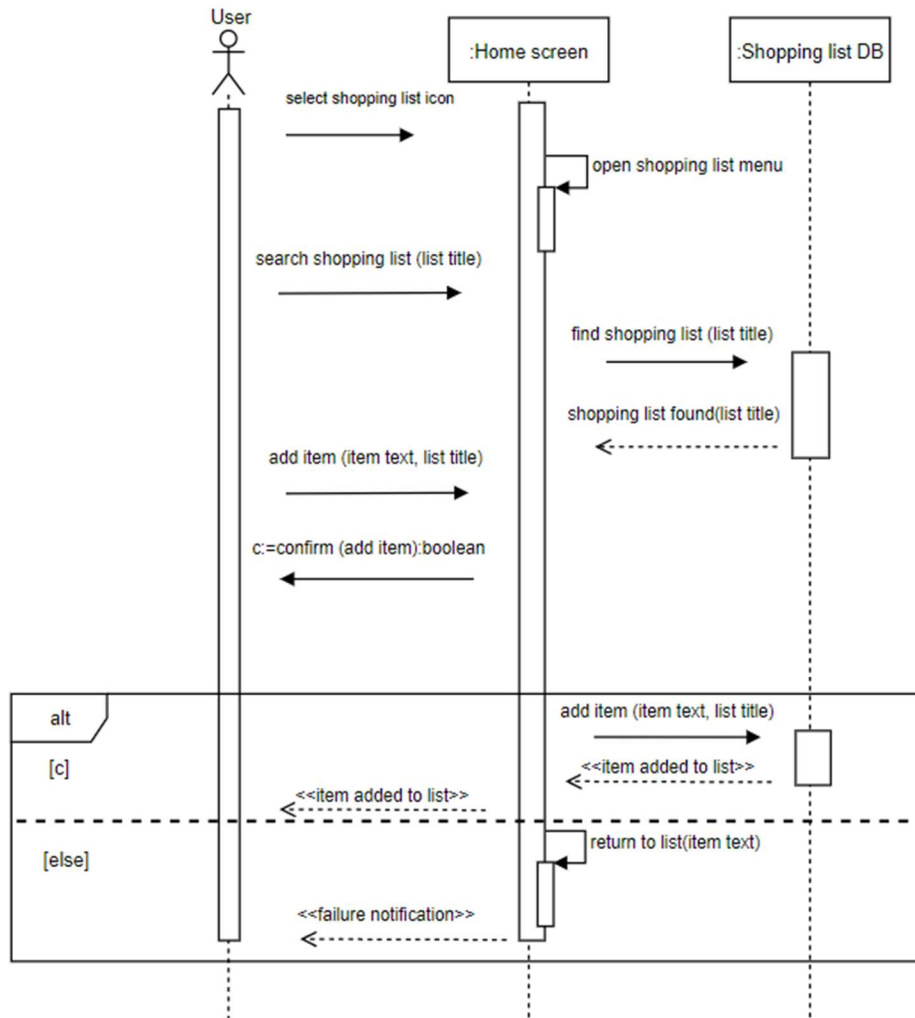 User
:Home screen
:Shopping list DB
select shopping list icon
open shopping list menu
search shopping list (list title)
find shopping list (list title)
shopping list found(list title)
add item (item text, list title)
c:=confirm (add item):boolean
alt
add item (item text, list title)
[c]
<<item added to list>>
<<item added to list>>
return to list(item text)
[else]
<<failure notification>>